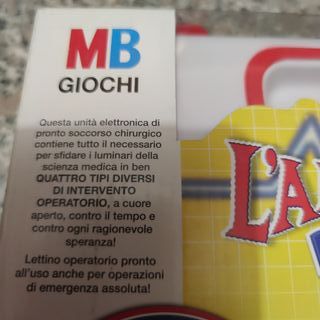 MB
GIOCHI
Questa unità elettronica di
pronto soccorso chirurgico
contiene tutto il necessario
per sfidare i luminari della
scienza medica in ben
QUATTRO TIPI DIVERSI
DI INTERVENTO
OPERATORIO, a cuore
aperto, contro il tempo e
contro ogni ragionevole
speranza!
Lettino operatorio pronto
all'uso anche per operazioni
di emergenza assoluta!
L'A